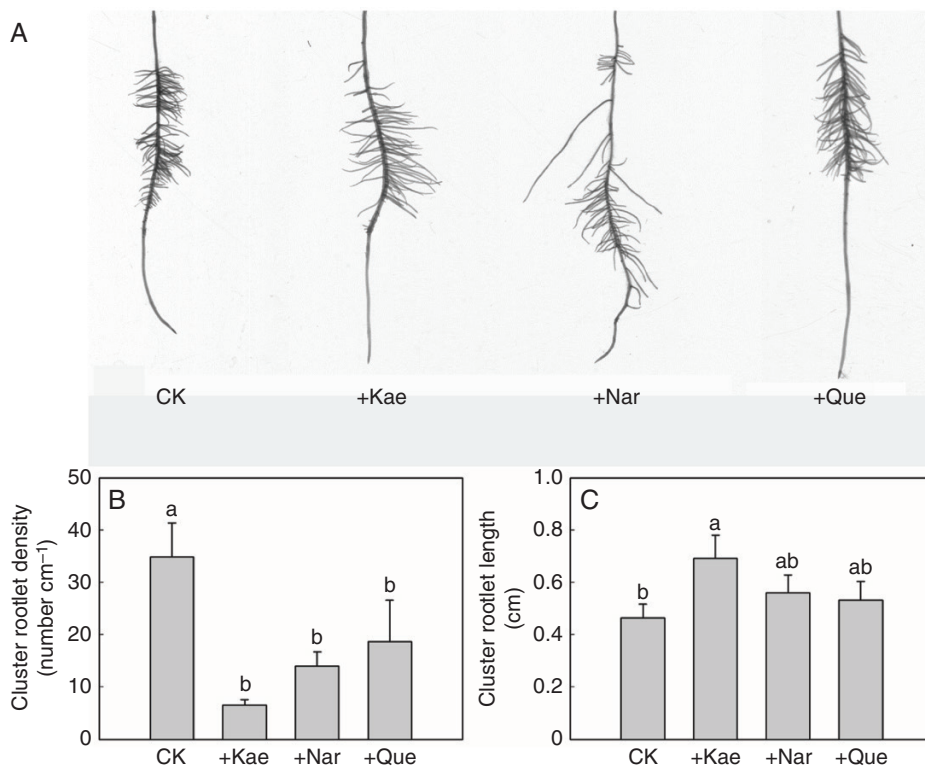 A
CK +Kae +Nar +Que
B
Cluster rootlet density
(number cm⁻¹)
50
40
30
20
10
0
a
b
b
b
CK +Kae +Nar +Que
C
Cluster rootlet length
(cm)
1.0
0.8
0.6
0.4
0.2
0
b
a
ab
ab
CK +Kae +Nar +Que